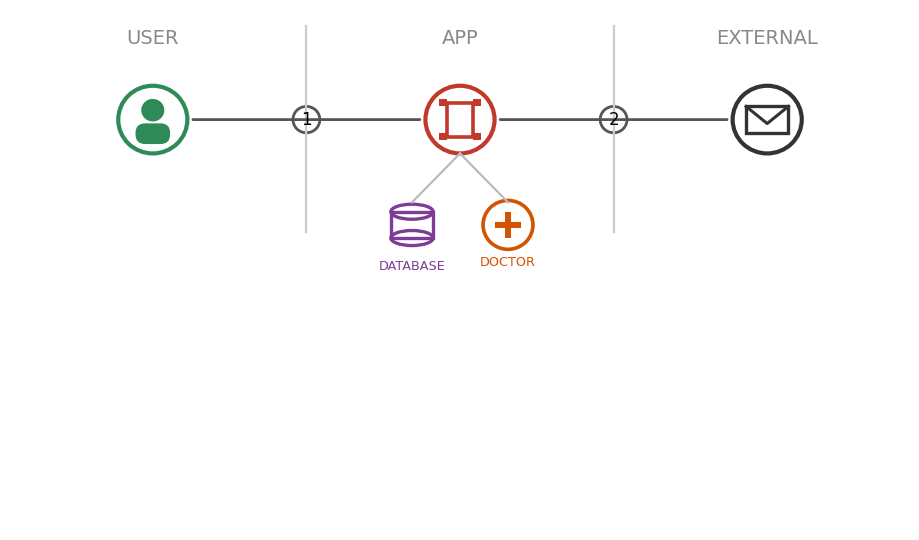 USER
APP
EXTERNAL
1
2
DATABASE
DOCTOR